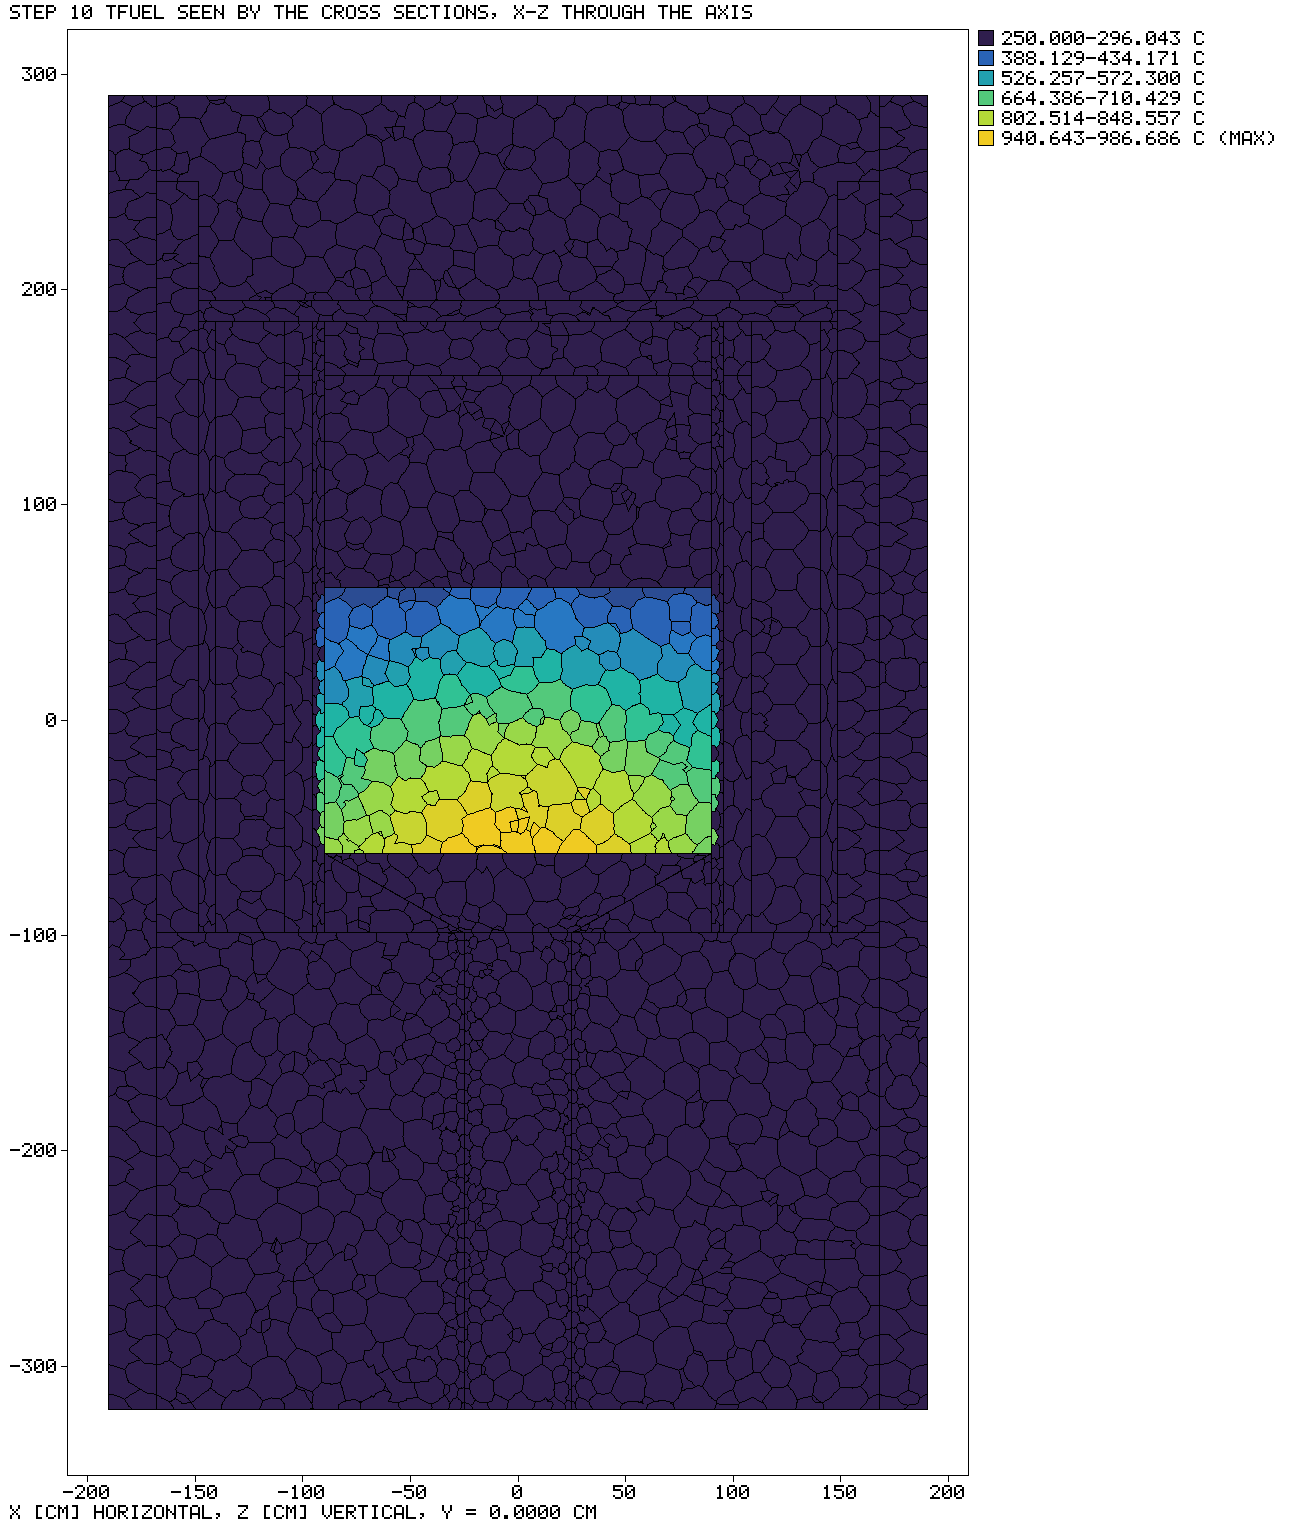 STEP 10 TFUEL SEEN BY THE CROSS SECTIONS, X-Z THROUGH THE AXIS
250.000-296.043 C
388.129-434.171 C
526.257-572.300 C
664.386-710.429 C
802.514-848.557 C
940.643-986.686 C (MAX)
300
200
100
0
-100
-200
-300
-200 -150 -100 -50 0 50 100 150 200
X [CM] HORIZONTAL, Z [CM] VERTICAL, Y = 0.0000 CM